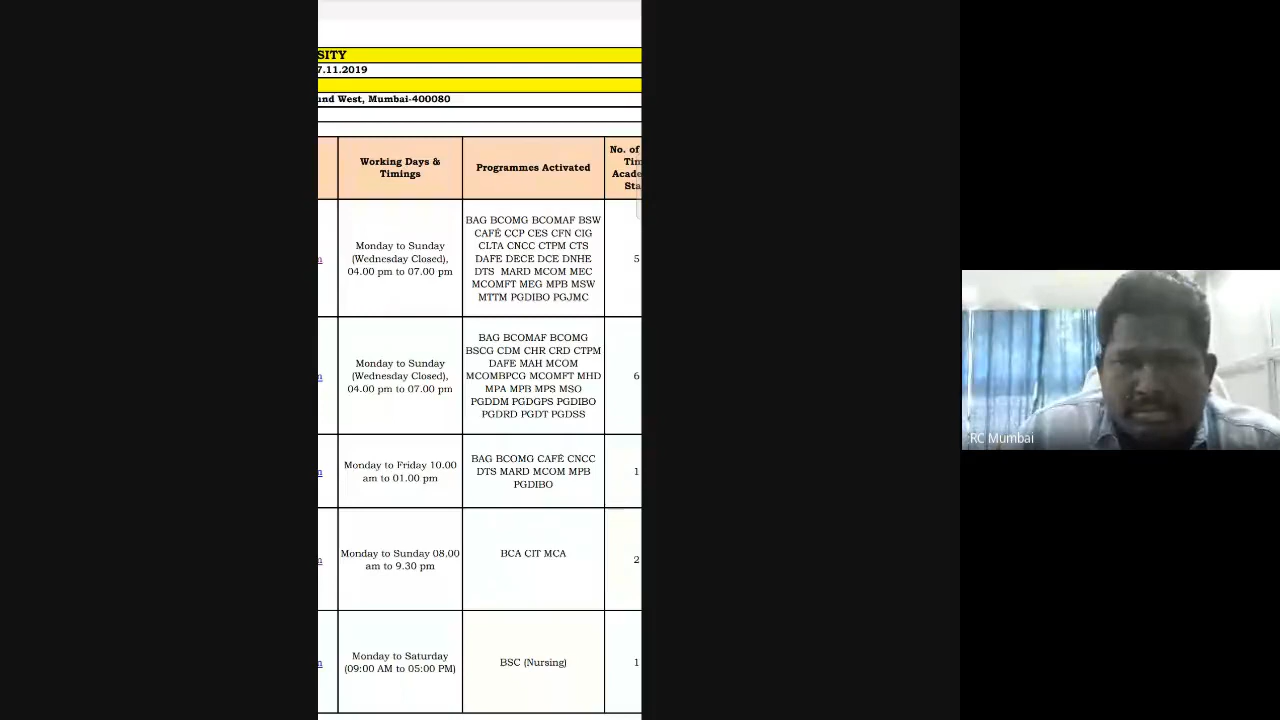 SITY
7.11.2019
und West, Mumbai-400080
Working Days &
Timings
Programmes Activated
No. of
Tim
Acade
Sta
Monday to Sunday
(Wednesday Closed),
04.00 pm to 07.00 pm
BAG BCOMG BCOMAF BSW
CAFÉ CCP CES CFN CIG
CLTA CNCC CTPM CTS
DAFE DECE DCE DNHE
DTS MARD MCOM MEC
MCOMFT MEG MPB MSW
MTTM PGDIBO PGJMC
5
Monday to Sunday
(Wednesday Closed),
04.00 pm to 07.00 pm
BAG BCOMAF BCOMG
BSCG CDM CHR CRD CTPM
DAFE MAH MCOM
MCOMBPCG MCOMFT MHD
MPA MPB MPS MSO
PGDDM PGDGPS PGDIBO
PGDRD PGDT PGDSS
6
Monday to Friday 10.00
am to 01.00 pm
BAG BCOMG CAFÉ CNCC
DTS MARD MCOM MPB
PGDIBO
1
Monday to Sunday 08.00
am to 9.30 pm
BCA CIT MCA
2
Monday to Saturday
(09:00 AM to 05:00 PM)
BSC (Nursing)
1
RC Mumbai